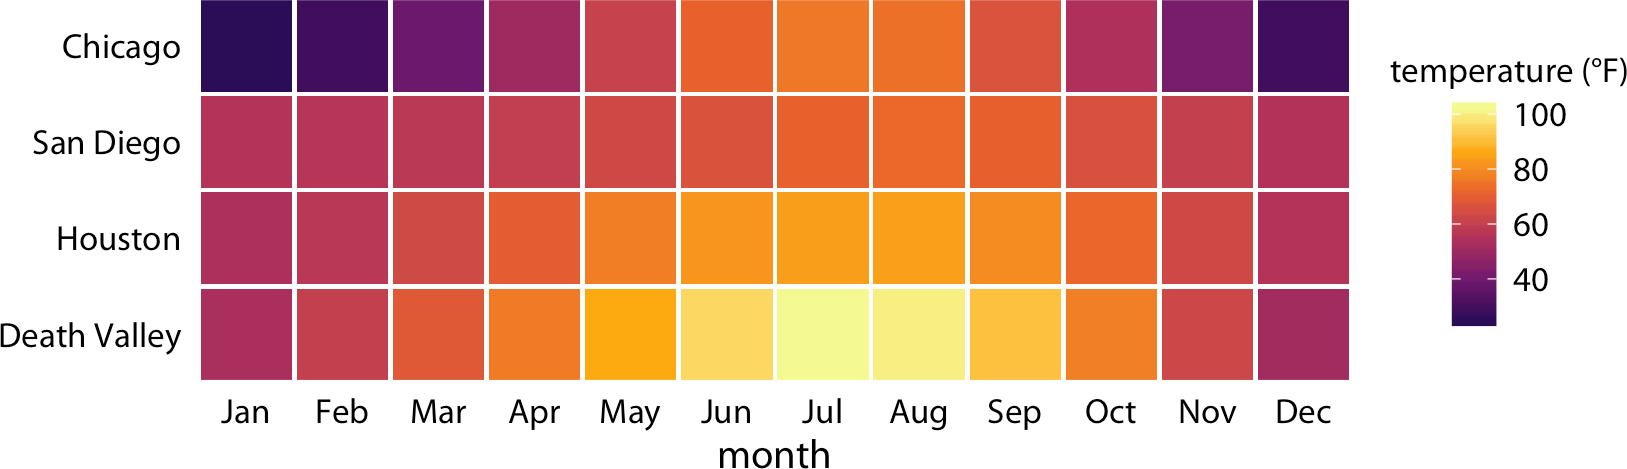 Chicago
San Diego
Houston
Death Valley
Jan Feb Mar Apr May Jun Jul Aug Sep Oct Nov Dec
month
temperature (°F)
100
80
60
40